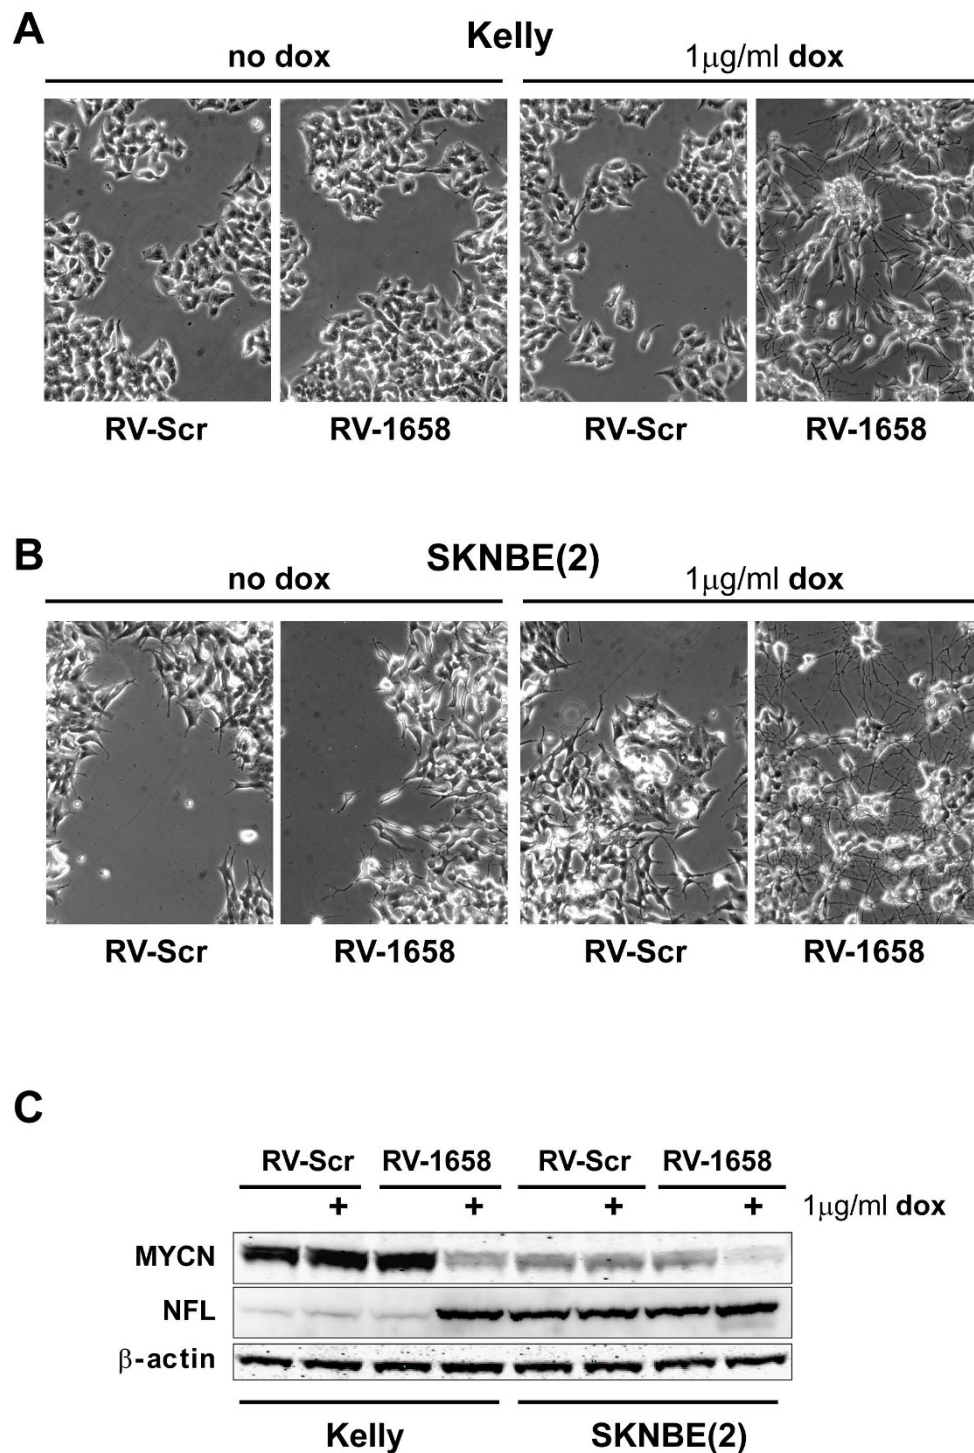 A
Kelly
no dox
1μg/ml dox
RV-Scr
RV-1658
RV-Scr
RV-1658
B
SKNBE(2)
no dox
1μg/ml dox
RV-Scr
RV-1658
RV-Scr
RV-1658
C
RV-Scr RV-1658 RV-Scr RV-1658
+ + + + 1μg/ml dox
MYCN
NFL
β-actin
Kelly SKNBE(2)